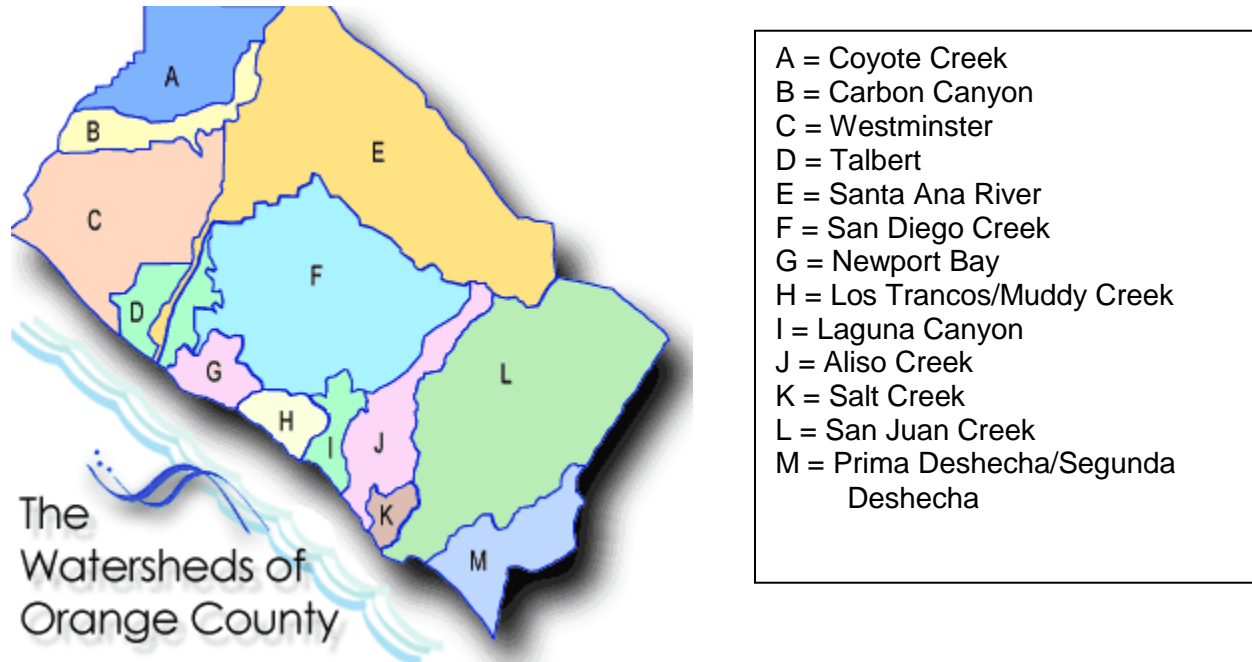 A
B
C
D
E
F
G
H
I
J
K
L
M
The
Watersheds of
Orange County
A = Coyote Creek
B = Carbon Canyon
C = Westminster
D = Talbert
E = Santa Ana River
F = San Diego Creek
G = Newport Bay
H = Los Trancos/Muddy Creek
I = Laguna Canyon
J = Aliso Creek
K = Salt Creek
L = San Juan Creek
M = Prima Deshecha/Segunda
Deshecha